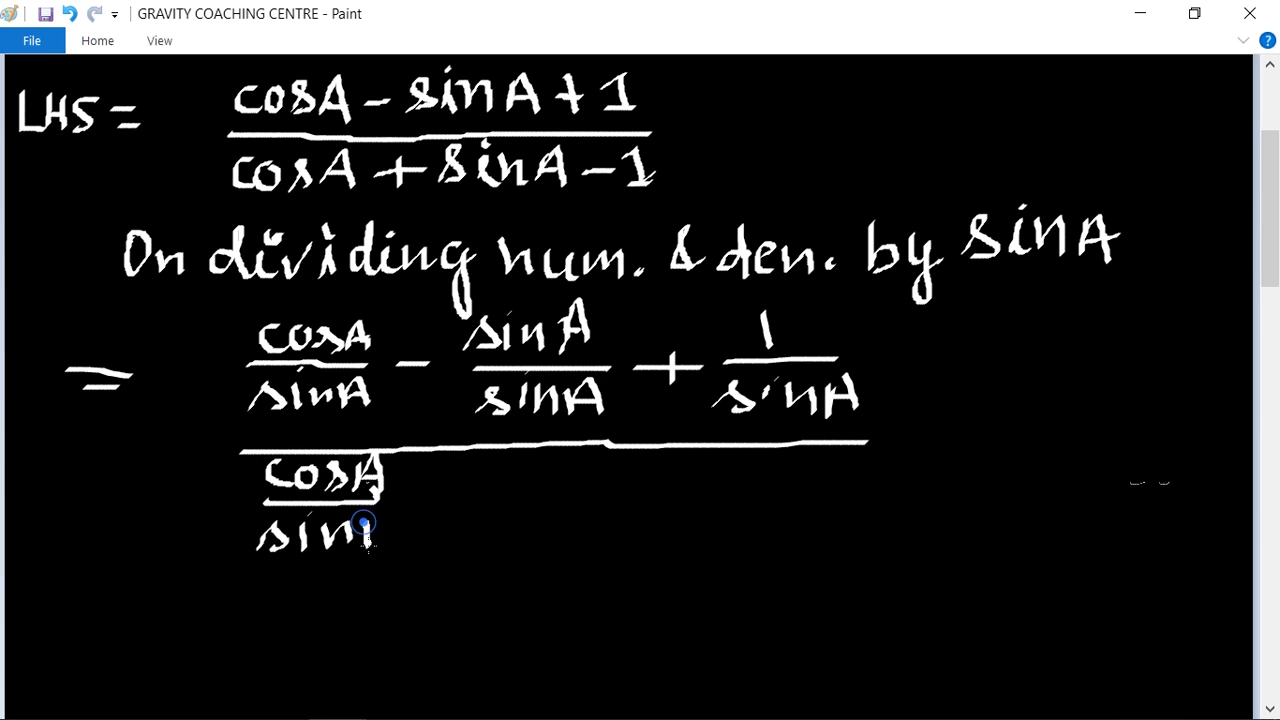 GRAVITY COACHING CENTRE - Paint
File Home View
LHS = (cosA - sinA + 1) / (cosA + sinA - 1)
On dividing num. & den. by sinA
= cosA/sinA - sinA/sinA + 1/sinA
cosA
sin